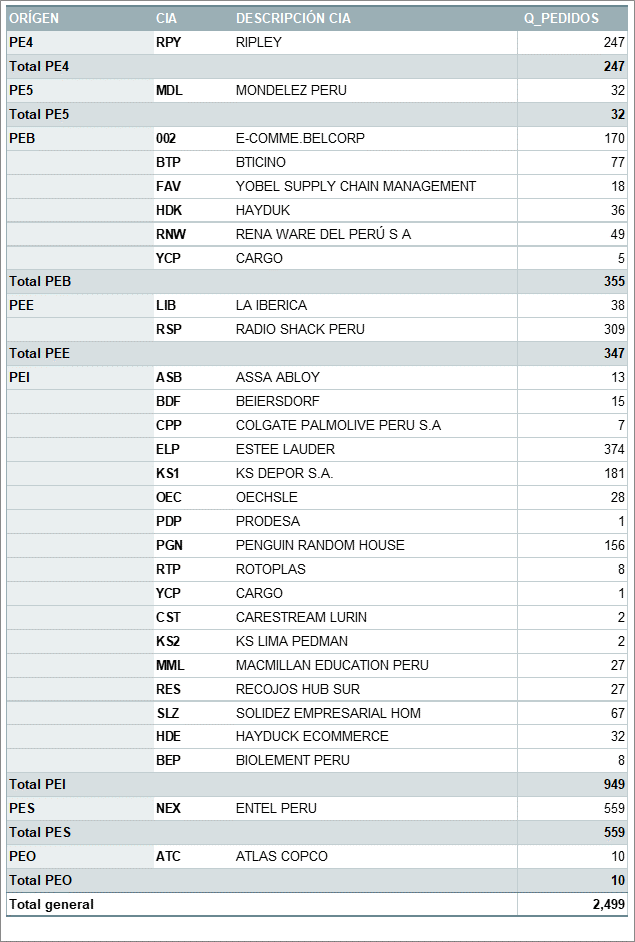 ORÍGEN CIA DESCRIPCIÓN CIA Q_PEDIDOS
PE4 RPY RIPLEY 247
Total PE4 247
PE5 MDL MONDELEZ PERU 32
Total PE5 32
PEB 002 E-COMME.BELCORP 170
BTP BTICINO 77
FAV YOBEL SUPPLY CHAIN MANAGEMENT 18
HDK HAYDUK 36
RNW RENA WARE DEL PERÚ S A 49
YCP CARGO 5
Total PEB 355
PEE LIB LA IBERICA 38
RSP RADIO SHACK PERU 309
Total PEE 347
PEI ASB ASSA ABLOY 13
BDF BEIERSDORF 15
CPP COLGATE PALMOLIVE PERU S.A 7
ELP ESTEE LAUDER 374
KS1 KS DEPOR S.A. 181
OEC OECHSLE 28
PDP PRODESA 1
PGN PENGUIN RANDOM HOUSE 156
RTP ROTOPLAS 8
YCP CARGO 1
CST CARESTREAM LURIN 2
KS2 KS LIMA PEDMAN 2
MML MACMILLAN EDUCATION PERU 27
RES RECOJOS HUB SUR 27
SLZ SOLIDEZ EMPRESARIAL HOM 67
HDE HAYDUCK ECOMMERCE 32
BEP BIOLEMENT PERU 8
Total PEI 949
PES NEX ENTEL PERU 559
Total PES 559
PEO ATC ATLAS COPCO 10
Total PEO 10
Total general 2,499